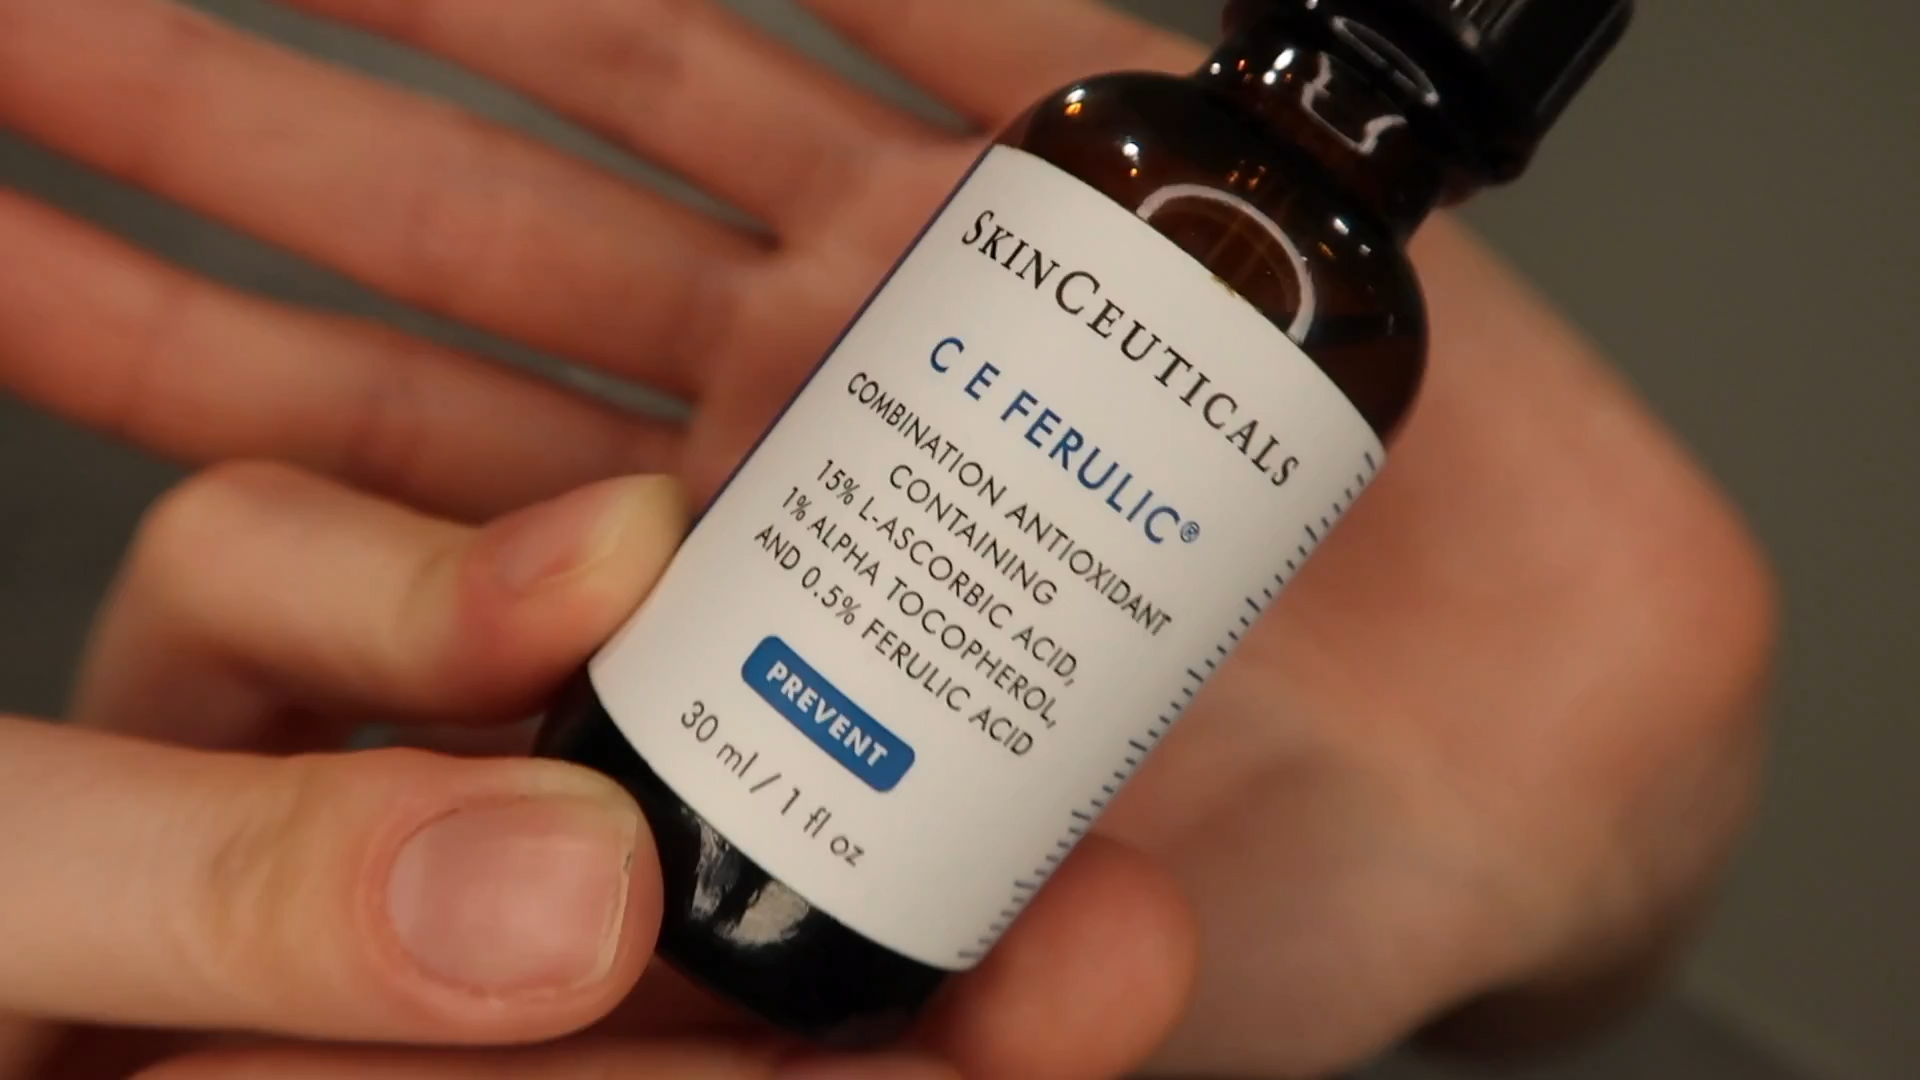 SKINCEUTICALS
C E FERULIC®
COMBINATION ANTIOXIDANT
CONTAINING
15% L-ASCORBIC ACID,
1% ALPHA TOCOPHEROL,
AND 0.5% FERULIC ACID
PREVENT
30 ml / 1 fl oz